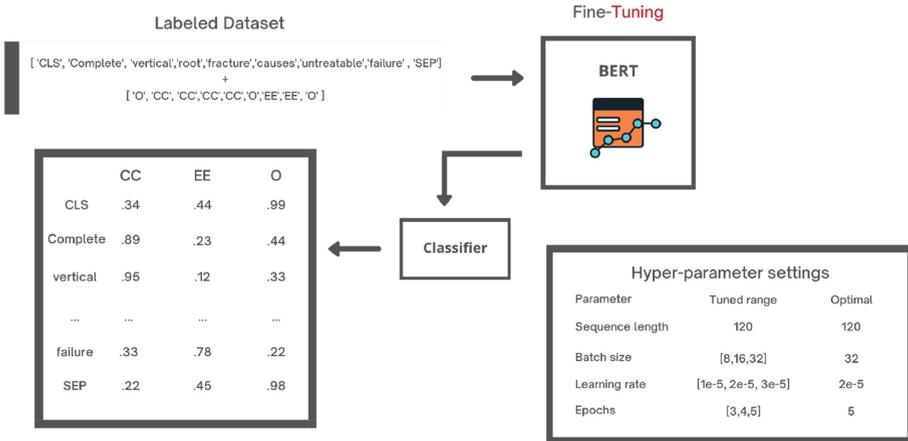 Labeled Dataset
['CLS', 'Complete', 'vertical','root','fracture','causes','untreatable','failure' , 'SEP']
+
['O', 'CC', 'CC','CC','CC','O','EE','EE', 'O' ]
Fine-Tuning
BERT
Classifier
CC EE O
CLS .34 .44 .99
Complete .89 .23 .44
vertical .95 .12 .33
... ... ... ...
failure .33 .78 .22
SEP .22 .45 .98
Hyper-parameter settings
Parameter Tuned range Optimal
Sequence length 120 120
Batch size [8,16,32] 32
Learning rate [1e-5, 2e-5, 3e-5] 2e-5
Epochs [3,4,5] 5